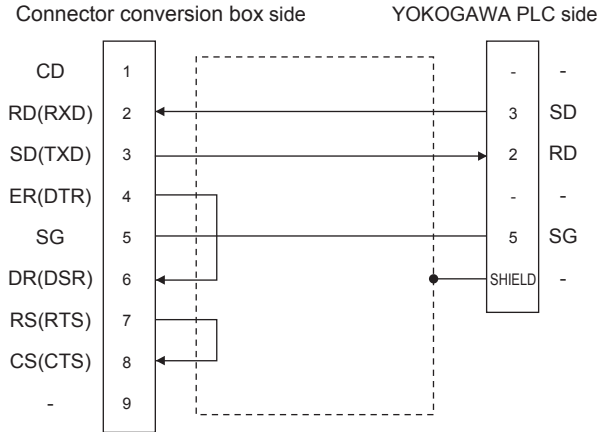 Connector conversion box side YOKOGAWA PLC side
CD 1 - -
RD(RXD) 2 3 SD
SD(TXD) 3 2 RD
ER(DTR) 4 - -
SG 5 5 SG
DR(DSR) 6 SHIELD -
RS(RTS) 7
CS(CTS) 8
- 9